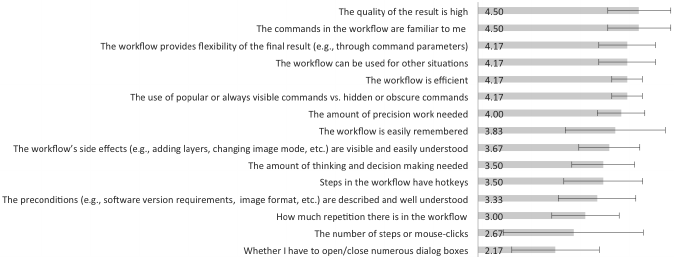 The quality of the result is high 4.50
The commands in the workflow are familiar to me 4.50
The workflow provides flexibility of the final result (e.g., through command parameters) 4.17
The workflow can be used for other situations 4.17
The workflow is efficient 4.17
The use of popular or always visible commands vs. hidden or obscure commands 4.17
The amount of precision work needed 4.00
The workflow is easily remembered 3.83
The workflow's side effects (e.g., adding layers, changing image mode, etc.) are visible and easily understood 3.67
The amount of thinking and decision making needed 3.50
Steps in the workflow have hotkeys 3.50
The preconditions (e.g., software version requirements, image format, etc.) are described and well understood 3.33
How much repetition there is in the workflow 3.00
The number of steps or mouse-clicks 2.67
Whether I have to open/close numerous dialog boxes 2.17